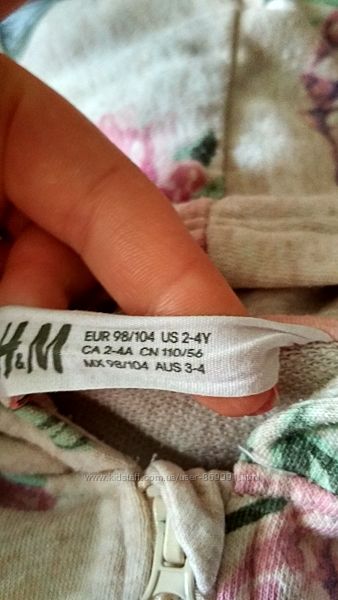 H&M
EUR 98/104 US 2-4Y
CA 2-4A CN 110/56
MX 98/104 AUS 3-4